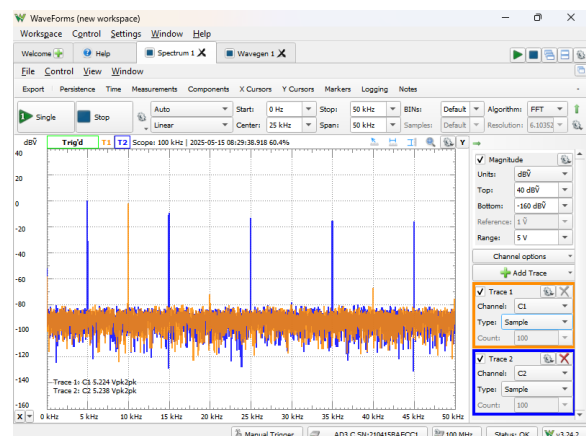 WaveForms (new workspace)
Workspace Control Settings Window Help
Welcome Help Spectrum 1 Wavegen 1
File Control View Window
Export Persistence Time Measurements Components X Cursors Y Cursors Markers Logging Notes
Single Stop Auto Start: 0 Hz Stop: 50 kHz BINs: Default Algorithm: FFT
Linear Center: 25 kHz Span: 50 kHz Samples: Default Resolution: 6.10352
dBṼ Trig'd T1 T2 Scope: 100 kHz | 2025-05-15 08:29:38.918 60.4% Y
40
20
0
-20
-40
-60
-80
-100
-120
-140
-160
Trace 1: C1 5.224 Vpk2pk
Trace 2: C2 5.238 Vpk2pk
X 0 kHz 5 kHz 10 kHz 15 kHz 20 kHz 25 kHz 30 kHz 35 kHz 40 kHz 45 kHz 50 kHz
Magnitude
Units: dBṼ
Top: 40 dBṼ
Bottom: -160 dBṼ
Reference: 1 Ṽ
Range: 5 V
Channel options
Add Trace
Trace 1
Channel: C1
Type: Sample
Count: 100
Trace 2
Channel: C2
Type: Sample
Count: 100
Manual Trigger 100 MHz Status: OK